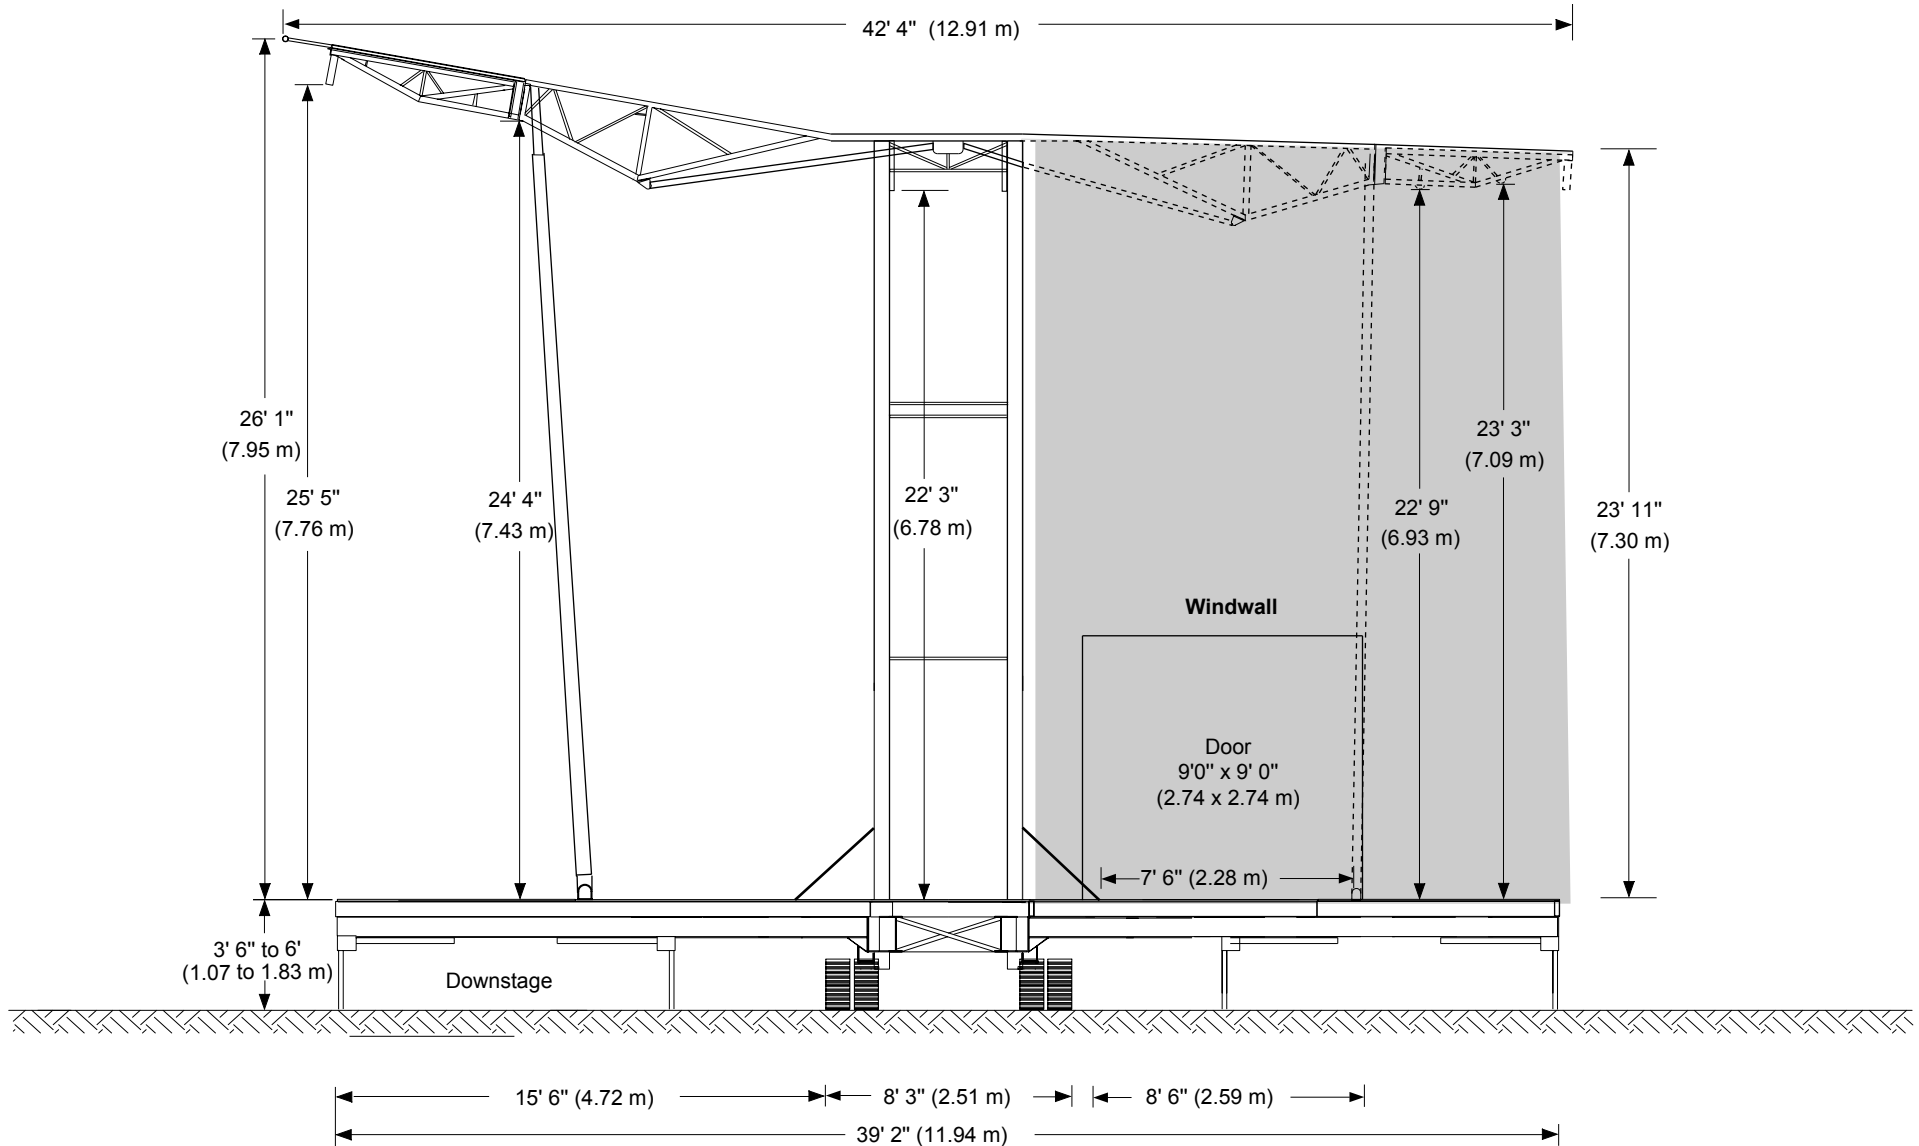 42' 4" (12.91 m)
26' 1"
(7.95 m)
25' 5"
(7.76 m)
24' 4"
(7.43 m)
22' 3"
(6.78 m)
23' 3"
(7.09 m)
22' 9"
(6.93 m)
23' 11"
(7.30 m)
Windwall
Door
9'0" x 9' 0"
(2.74 x 2.74 m)
7' 6" (2.28 m)
3' 6" to 6'
(1.07 to 1.83 m)
Downstage
15' 6" (4.72 m)
8' 3" (2.51 m)
8' 6" (2.59 m)
39' 2" (11.94 m)